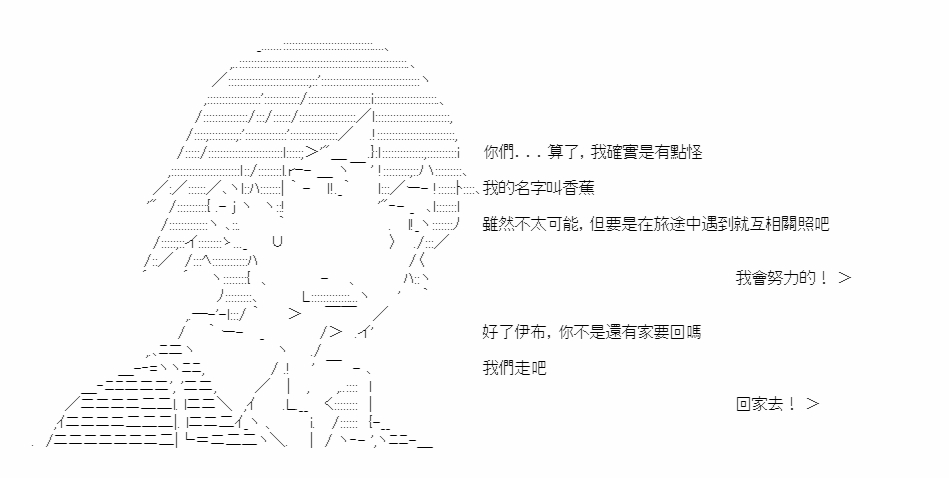 你們...算了，我確實是有點怪
我的名字叫香蕉
雖然不太可能，但要是在旅途中遇到就互相關照吧
我會努力的！ ＞
好了伊布，你不是還有家要回嗎
我們走吧
回家去！ ＞